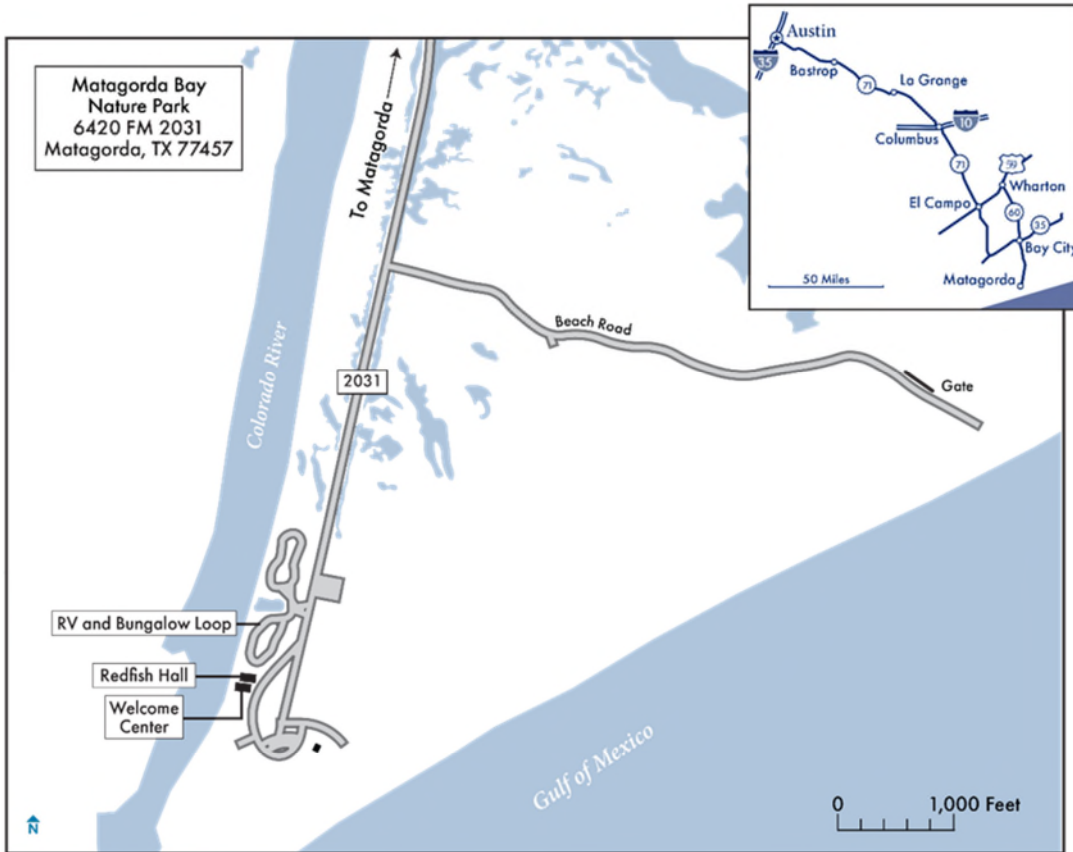 Matagorda Bay
Nature Park
6420 FM 2031
Matagorda, TX 77457
To Matagorda
Colorado River
2031
Beach Road
Gate
RV and Bungalow Loop
Redfish Hall
Welcome
Center
Gulf of Mexico
0 1,000 Feet
N
Austin
35
Bastrop
71
La Grange
10
Columbus
71
59
Wharton
El Campo
60
35
Bay City
Matagorda
50 Miles